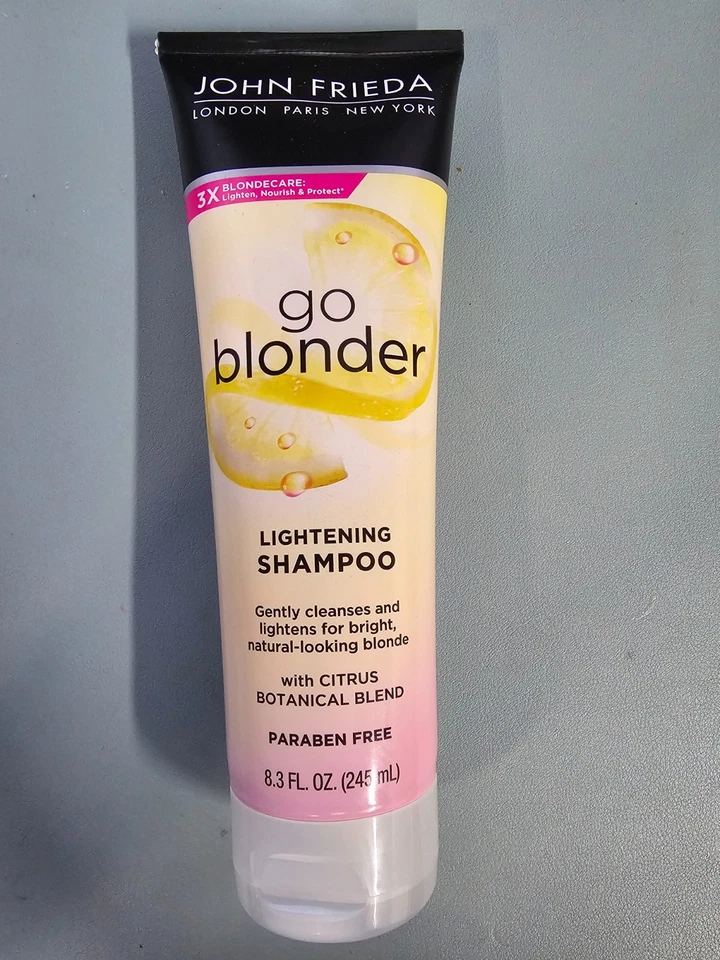 JOHN FRIEDA
LONDON PARIS NEW YORK
3X BLONDECARE:
Lighten, Nourish & Protect*
go
blonder
LIGHTENING
SHAMPOO
Gently cleanses and
lightens for bright,
natural-looking blonde
with CITRUS
BOTANICAL BLEND
PARABEN FREE
8.3 FL. OZ. (245 mL)